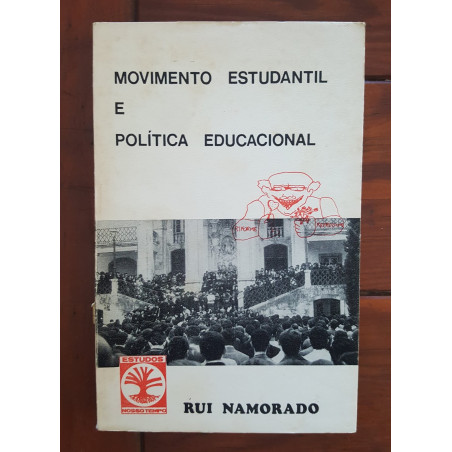 MOVIMENTO ESTUDANTIL
E
POLÍTICA EDUCACIONAL
ESTUDOS
NOSSO TEMPO
RUI NAMORADO